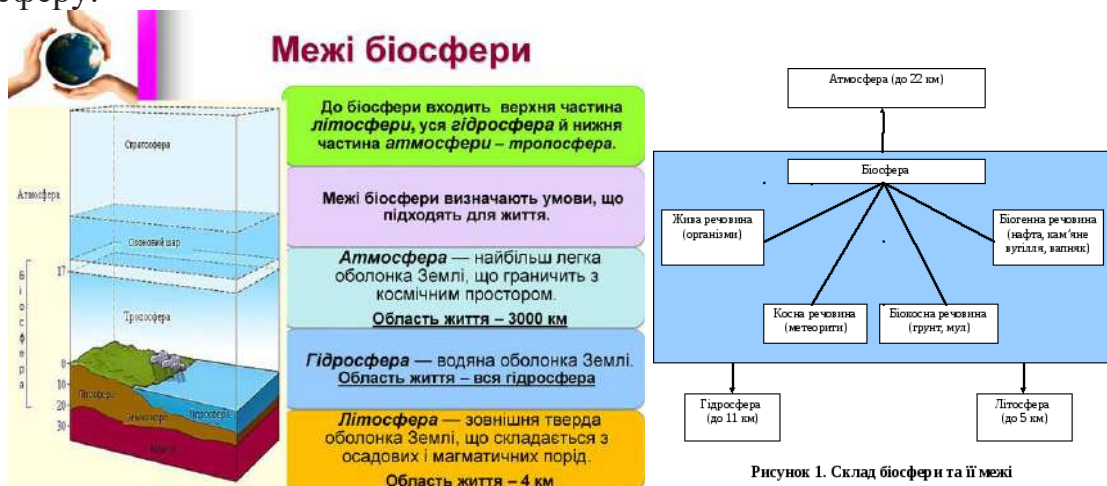 сферу.
Межі біосфери
До біосфери входить верхня частина
літосфери, уся гідросфера й нижня
частина атмосфери – тропосфера.
Межі біосфери визначають умови, що
підходять для життя.
Атмосфера — найбільш легка
оболонка Землі, що граничить з
космічним простором.
Область життя – 3000 км
Гідросфера — водяна оболонка Землі.
Область життя – вся гідросфера
Літосфера — зовнішня тверда
оболонка Землі, що складається з
осадових і магматичних порід.
Область життя – 4 км
Стратосфера
Атмосфера
Озоновий шар
17
Біосфера
Тропосфера
0
10
20
30
Літосфера
Гідросфера
Атмосфера (до 22 км)
Біосфера
Жива речовина
(організми)
Біогенна речовина
(нафта, кам’яне
вугілля, вапняк)
Косна речовина
(метеорити)
Біокосна речовина
(грунт, мул)
Гідросфера
(до 11 км)
Літосфера
(до 5 км)
Рисунок 1. Склад біосфери та її межі